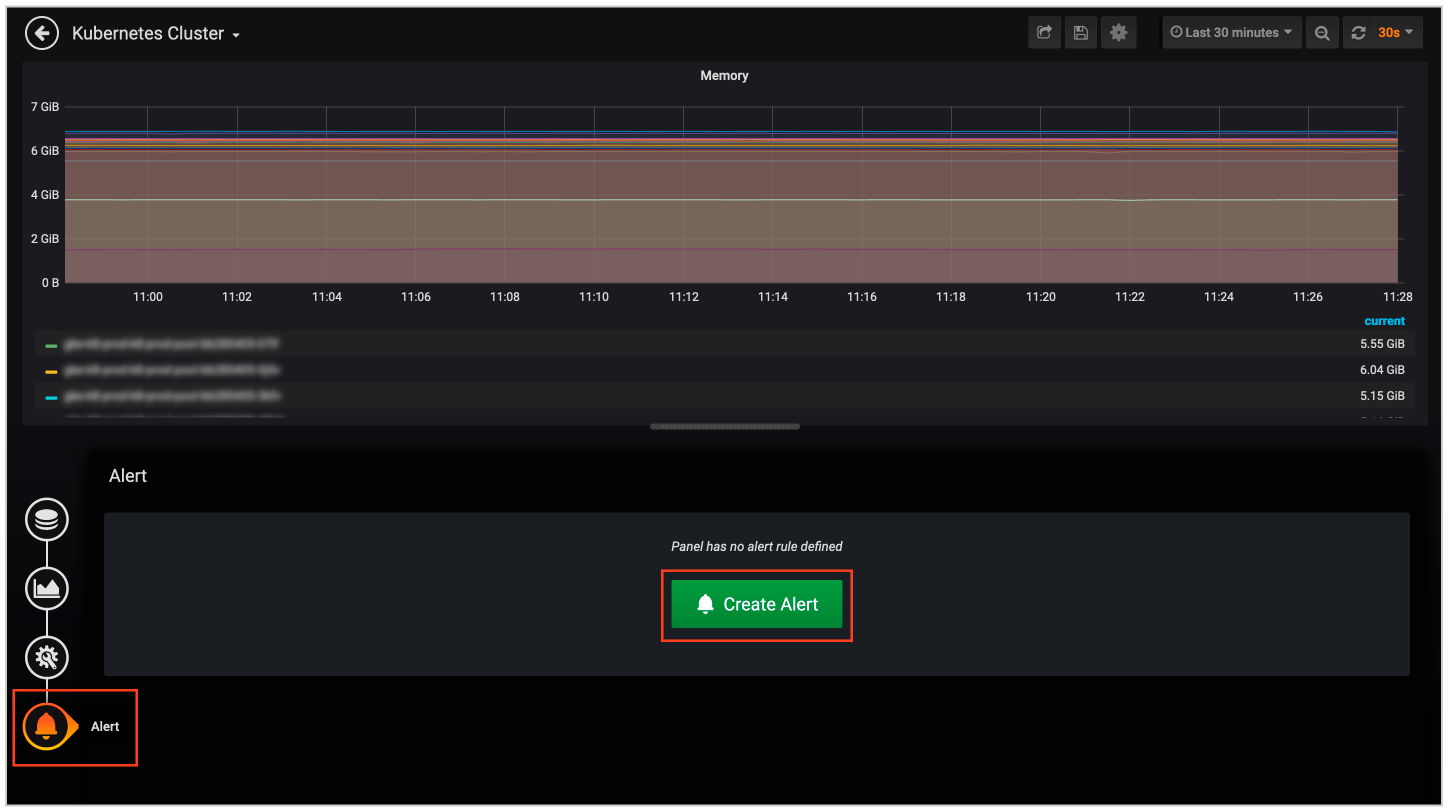 Kubernetes Cluster
Last 30 minutes
30s
Memory
7 GiB
6 GiB
4 GiB
2 GiB
0 B
11:00 11:02 11:04 11:06 11:08 11:10 11:12 11:14 11:16 11:18 11:20 11:22 11:24 11:26 11:28
current
5.55 GiB
6.04 GiB
5.15 GiB
Alert
Panel has no alert rule defined
Create Alert
Alert